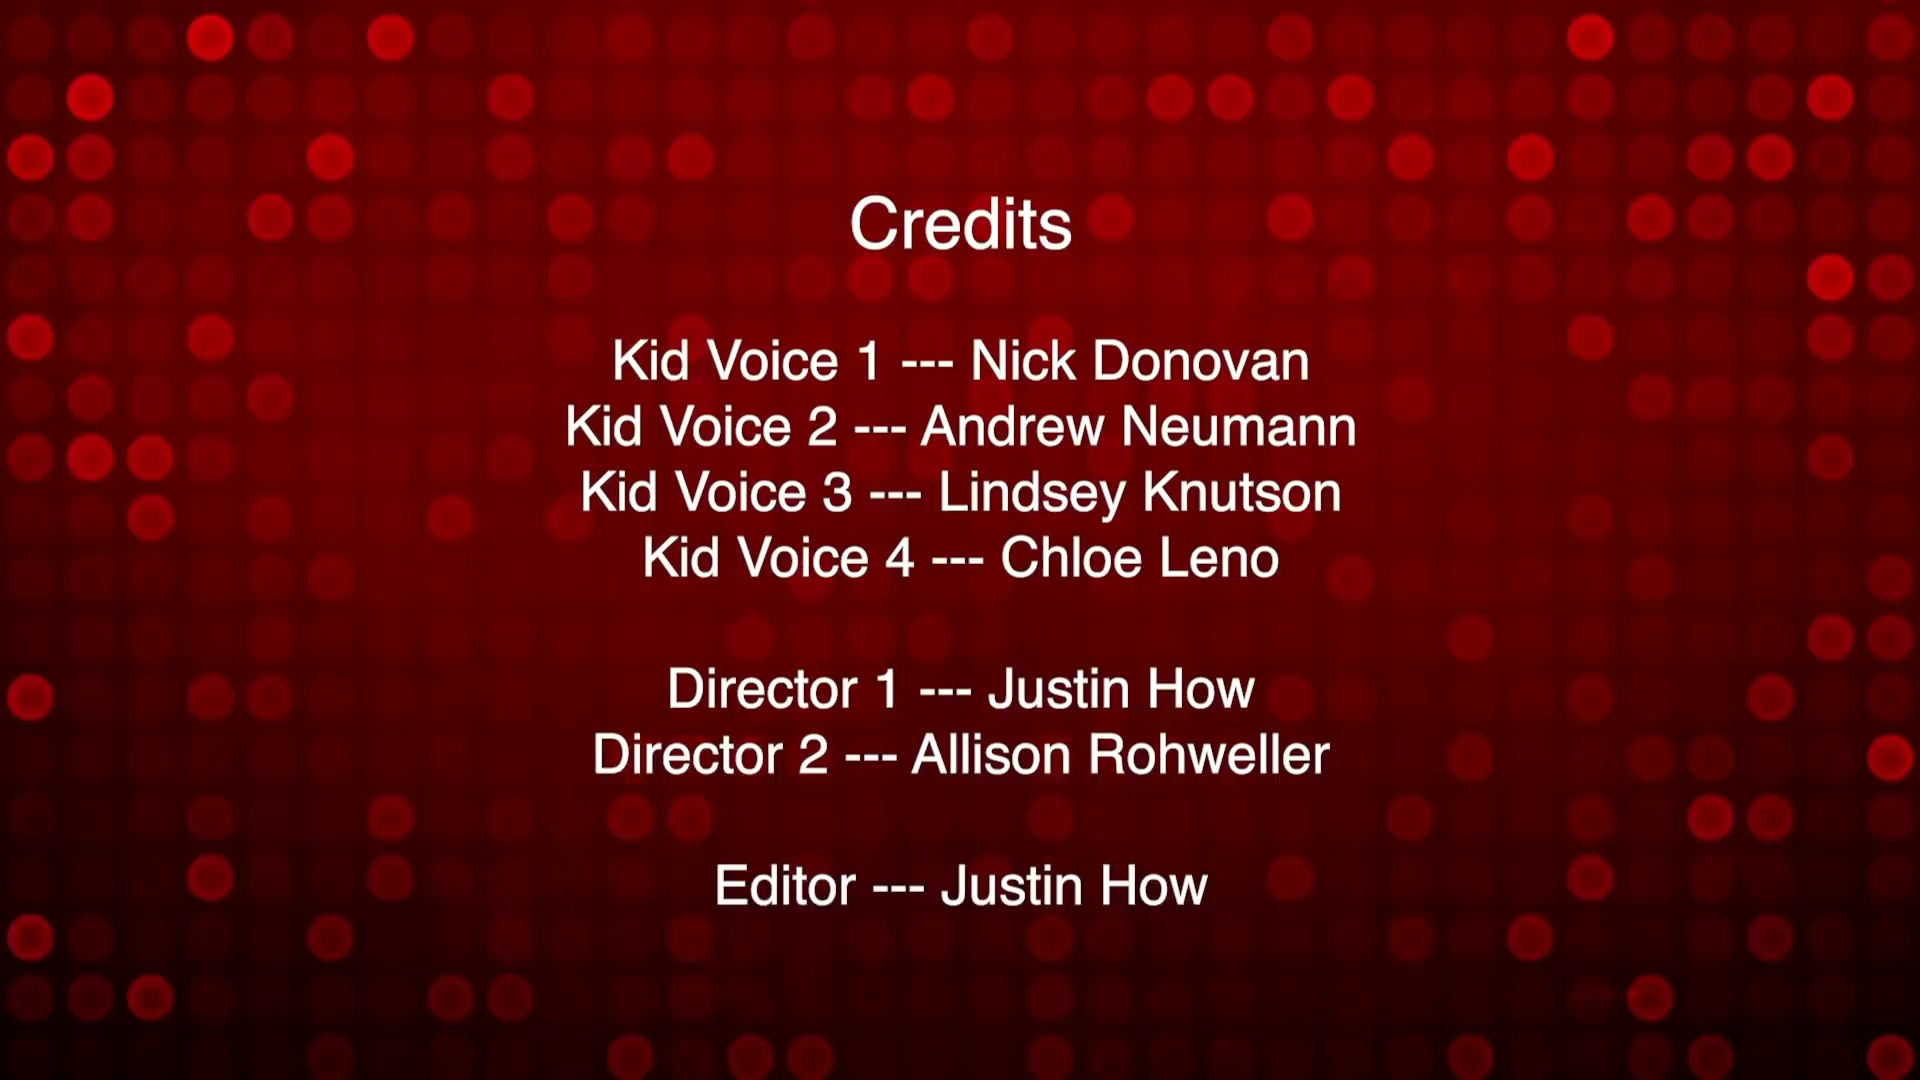 Credits
Kid Voice 1 --- Nick Donovan
Kid Voice 2 --- Andrew Neumann
Kid Voice 3 --- Lindsey Knutson
Kid Voice 4 --- Chloe Leno
Director 1 --- Justin How
Director 2 --- Allison Rohweller
Editor --- Justin How